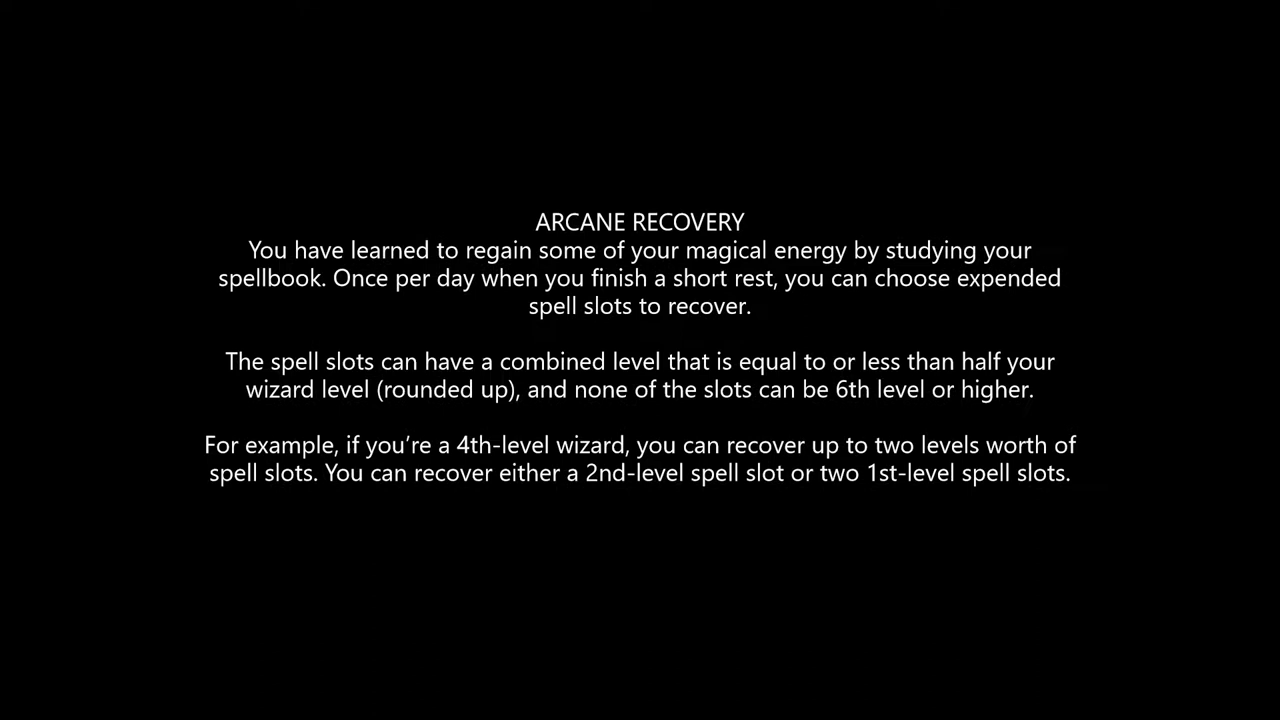 ARCANE RECOVERY
You have learned to regain some of your magical energy by studying your
spellbook. Once per day when you finish a short rest, you can choose expended
spell slots to recover.
The spell slots can have a combined level that is equal to or less than half your
wizard level (rounded up), and none of the slots can be 6th level or higher.
For example, if you’re a 4th-level wizard, you can recover up to two levels worth of
spell slots. You can recover either a 2nd-level spell slot or two 1st-level spell slots.